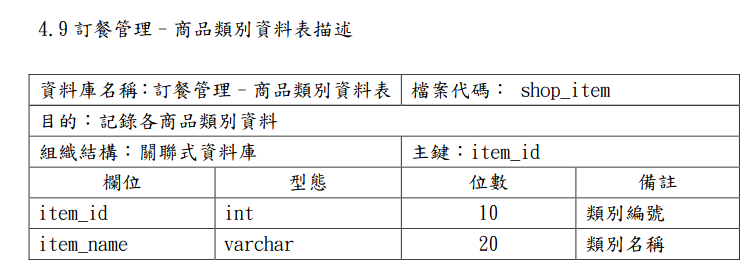 4.9 訂餐管理–商品類別資料表描述
資料庫名稱：訂餐管理–商品類別資料表 檔案代碼： shop_item
目的：記錄各商品類別資料
組織結構：關聯式資料庫 主鍵：item_id
欄位 型態 位數 備註
item_id int 10 類別編號
item_name varchar 20 類別名稱